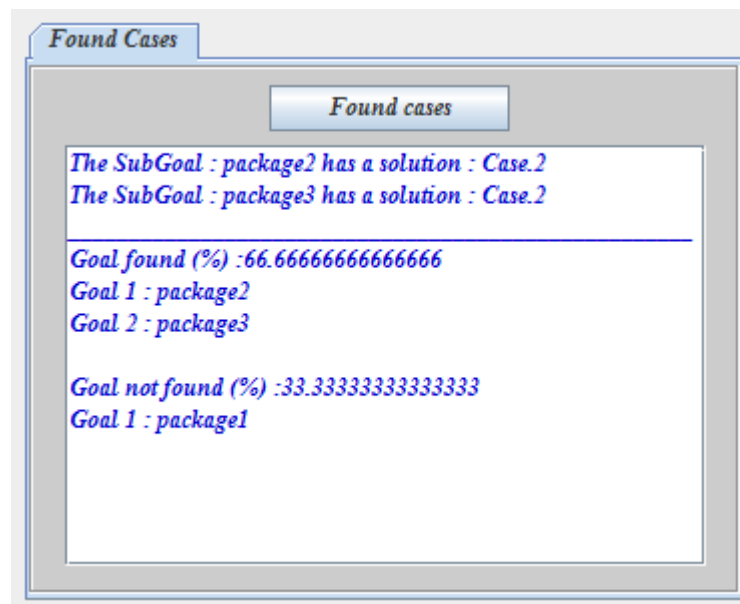 Found Cases
Found cases
The SubGoal : package2 has a solution : Case.2
The SubGoal : package3 has a solution : Case.2
Goal found (%) :66.66666666666666
Goal 1 : package2
Goal 2 : package3
Goal not found (%) :33.33333333333333
Goal 1 : package1